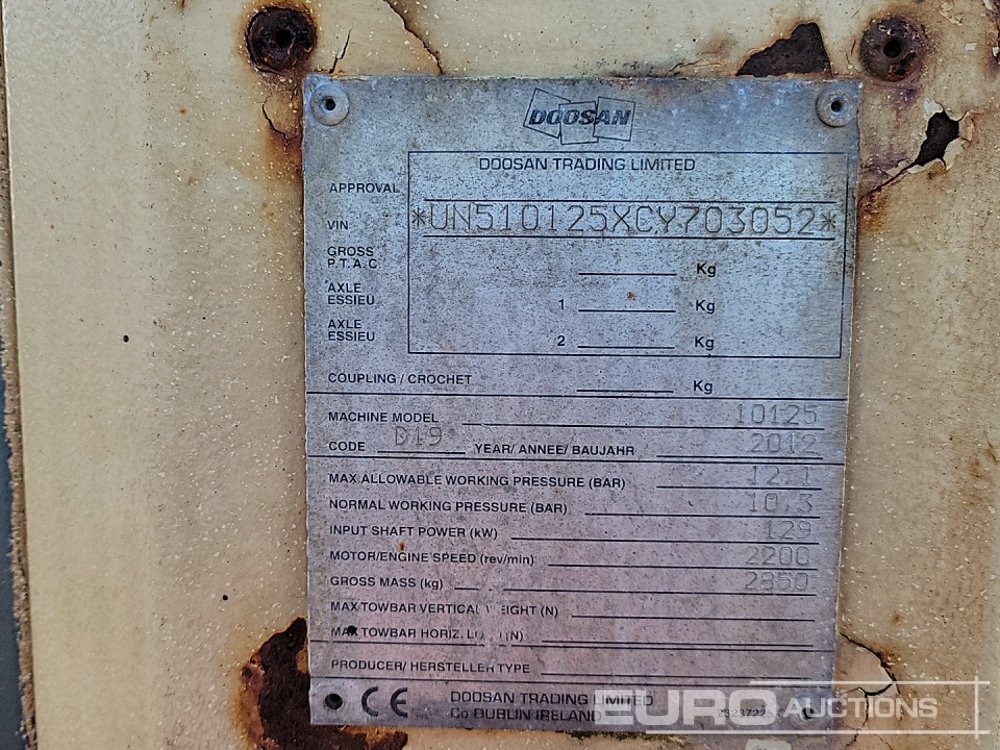 DOOSAN
DOOSAN TRADING LIMITED
APPROVAL
VIN *UN510125XCY703052*
GROSS
P.T.A.C. Kg
AXLE
ESSIEU 1 Kg
AXLE
ESSIEU 2 Kg
COUPLING / CROCHET Kg
MACHINE MODEL 10125
CODE D19 YEAR/ ANNEE/ BAUJAHR 2012
MAX.ALLOWABLE WORKING PRESSURE (BAR) 12.1
NORMAL WORKING PRESSURE (BAR) 10.3
INPUT SHAFT POWER (kW) 129
MOTOR/ENGINE SPEED (rev/min) 2200
GROSS MASS (kg) 2850
MAX TOWBAR VERTICAL WEIGHT (N)
MAX TOWBAR HORIZ. LOAD (N)
PRODUCER/ HERSTELLER TYPE
CE DOOSAN TRADING LIMITED
Co DUBLIN IRELAND
EURO AUCTIONS